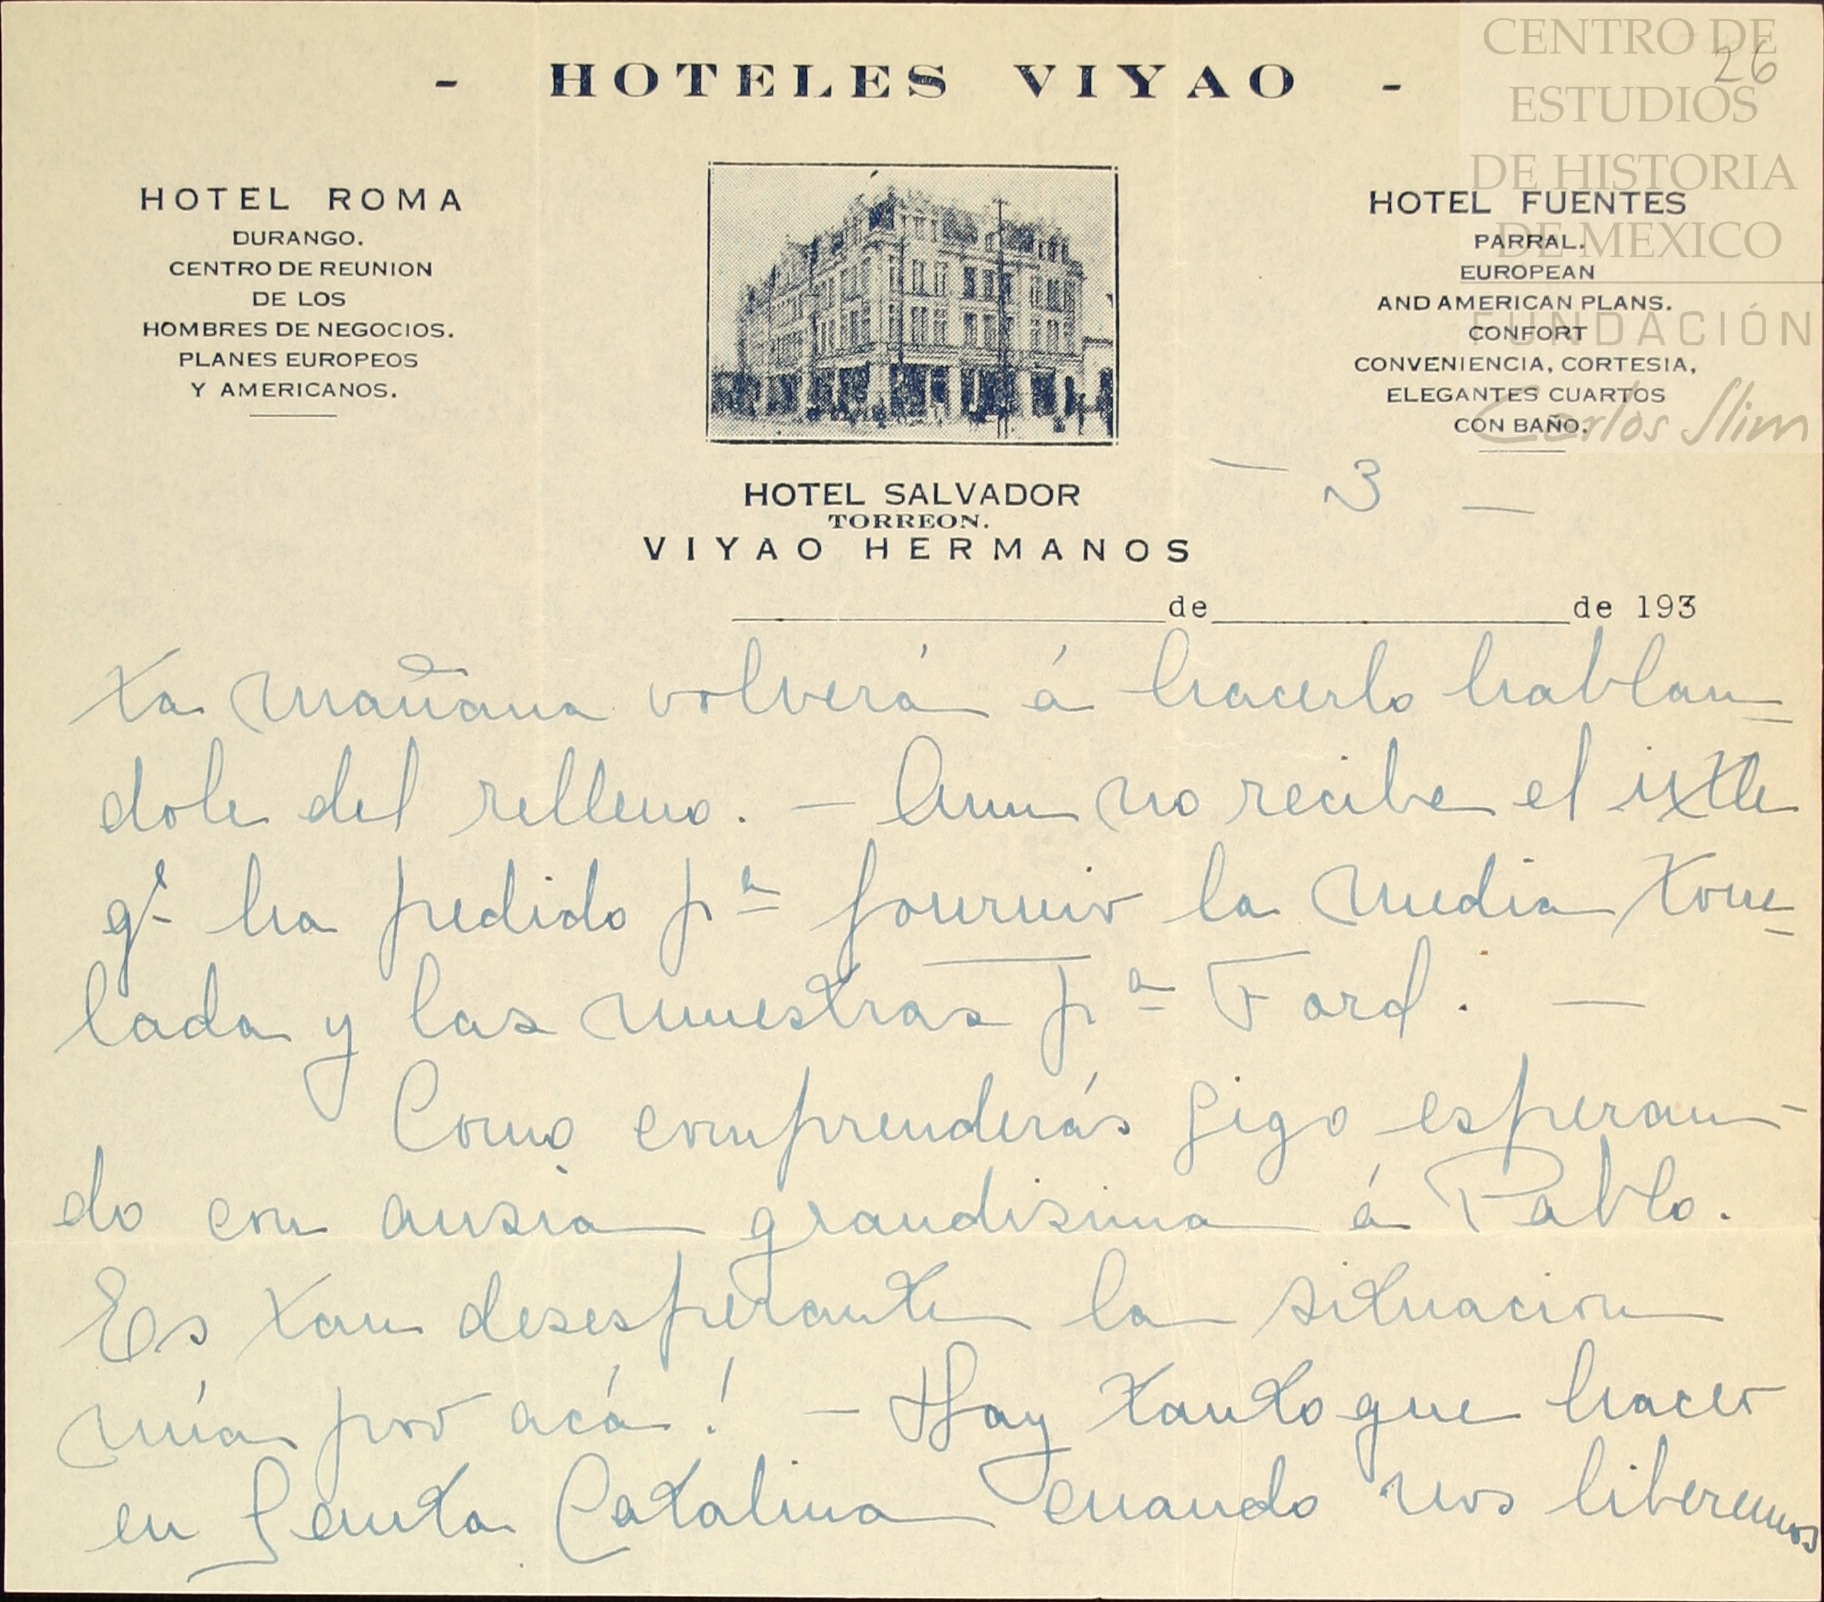 CENTRO DE
ESTUDIOS
DE HISTORIA
DE MEXICO
FUNDACIÓN
Carlos Slim
26
- HOTELES VIYAO -
HOTEL ROMA
DURANGO.
CENTRO DE REUNION
DE LOS
HOMBRES DE NEGOCIOS.
PLANES EUROPEOS
Y AMERICANOS.
HOTEL FUENTES
PARRAL.
EUROPEAN
AND AMERICAN PLANS.
CONFORT
CONVENIENCIA, CORTESIA,
ELEGANTES CUARTOS
CON BAÑO.
HOTEL SALVADOR
TORREON.
VIYAO HERMANOS
- 3 -
de de 193
ta mañana volverá á hacerlo hablan=
dole del relleno. - Aun no recibe el ixtle
qe ha pedido pa fournir la media tone=
lada y las muestras pa Ford. -
Como comprenderás sigo esperan-
do con ansia grandisima á Pablo.
Es tan desesperante la situacion
mía por acá! - Hay tanto que hacer
en Santa Catalina cuando nos liberemos